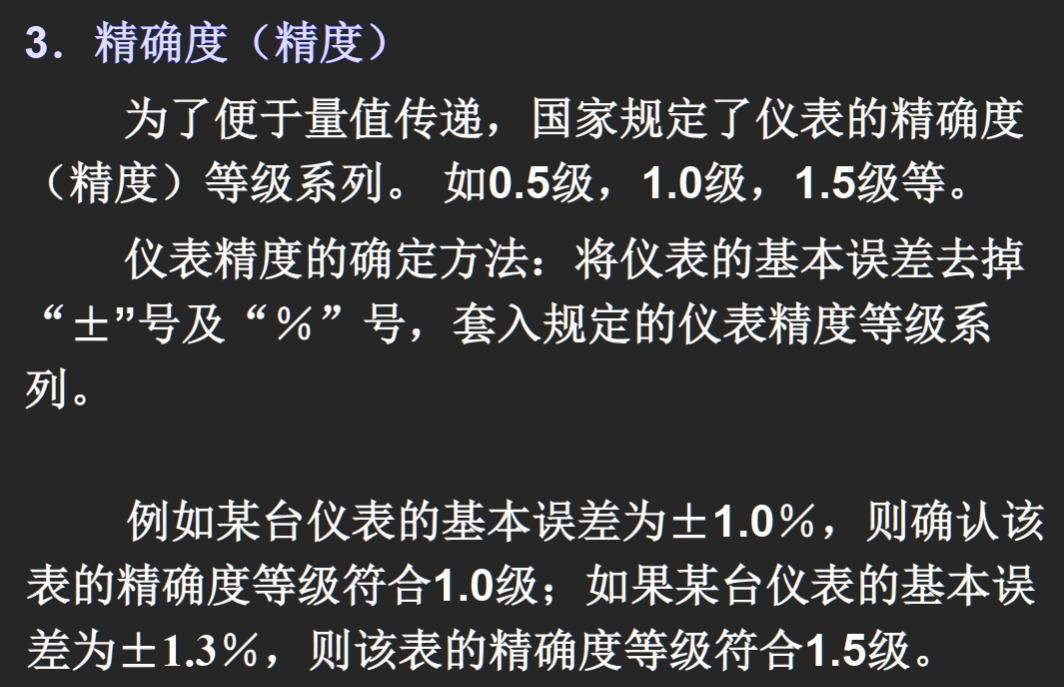 3．精确度（精度）
为了便于量值传递，国家规定了仪表的精确度
（精度）等级系列。 如0.5级，1.0级，1.5级等。
仪表精度的确定方法：将仪表的基本误差去掉
“±”号及“％”号，套入规定的仪表精度等级系
列。
例如某台仪表的基本误差为±1.0％，则确认该
表的精确度等级符合1.0级；如果某台仪表的基本误
差为±1.3％，则该表的精确度等级符合1.5级。